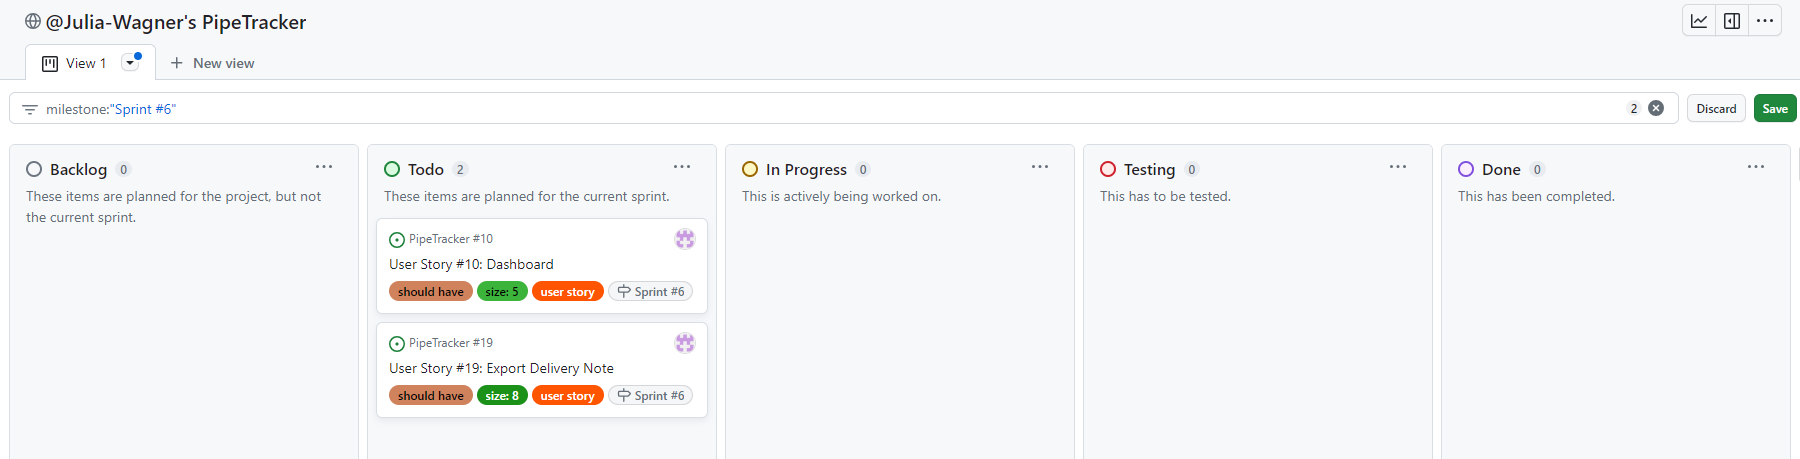 @Julia-Wagner's PipeTracker
View 1
New view
milestone:"Sprint #6"
2
Discard
Save
Backlog 0
These items are planned for the project, but not
the current sprint.
Todo 2
These items are planned for the current sprint.
PipeTracker #10
User Story #10: Dashboard
should have size: 5 user story Sprint #6
PipeTracker #19
User Story #19: Export Delivery Note
should have size: 8 user story Sprint #6
In Progress 0
This is actively being worked on.
Testing 0
This has to be tested.
Done 0
This has been completed.